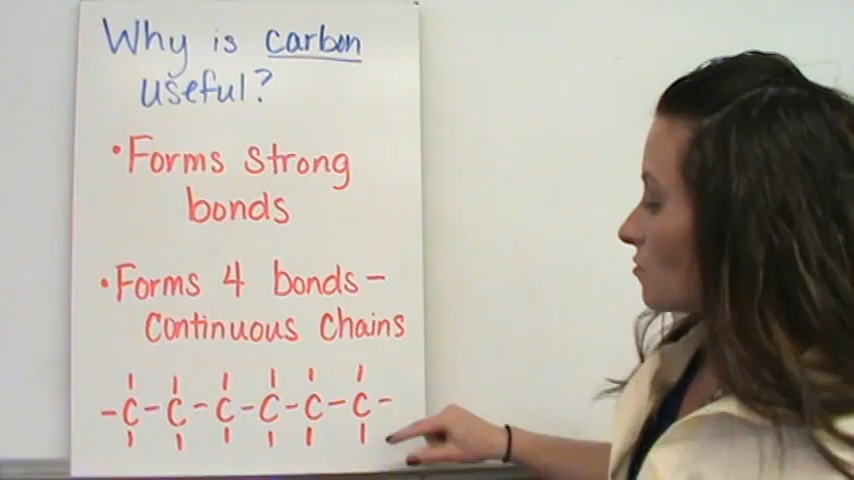 Why is carbon
useful?
•Forms strong
bonds
•Forms 4 bonds-
Continuous Chains
-C-C-C-C-C-C-